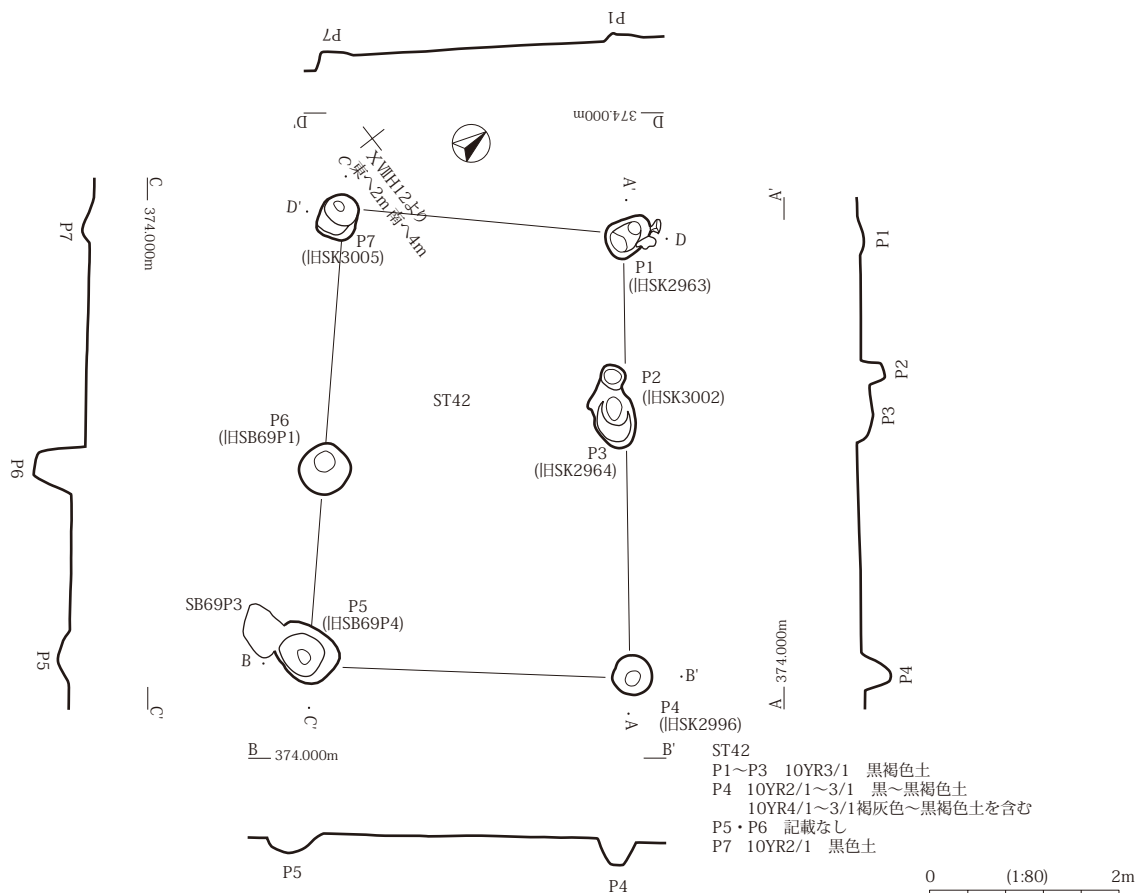 P1
P7
D'
374.000m
D
XⅧH12より
東へ2m 南へ4m
C
374.000m
C
A'
A'
D'
D
P7
P7
(旧SK3005)
P1
(旧SK2963)
P1
P2
(旧SK3002)
P2
ST42
P3
P6
(旧SB69P1)
P3
(旧SK2964)
P6
SB69P3
P5
(旧SB69P4)
P5
B
B'
374.000m
A
P4
C'
C'
P4
(旧SK2996)
A
B
374.000m
B'
ST42
P1～P3 10YR3/1 黒褐色土
P4 10YR2/1～3/1 黒～黒褐色土
10YR4/1～3/1褐灰色～黒褐色土を含む
P5・P6 記載なし
P7 10YR2/1 黒色土
P5
P4
0 (1:80) 2m